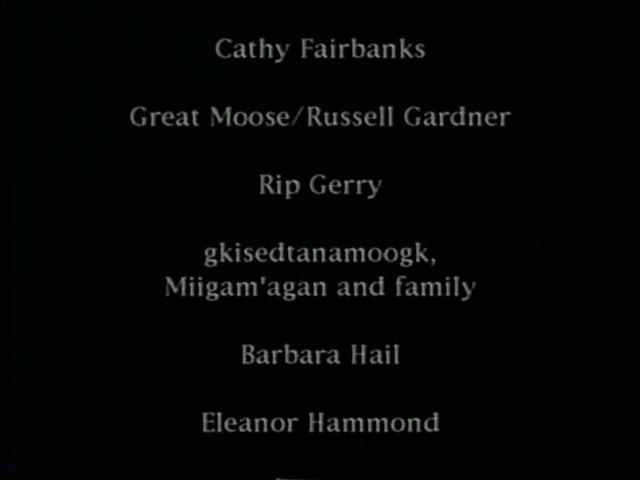 Cathy Fairbanks
Great Moose/Russell Gardner
Rip Gerry
gkisedtanamoogk,
Miigam'agan and family
Barbara Hail
Eleanor Hammond